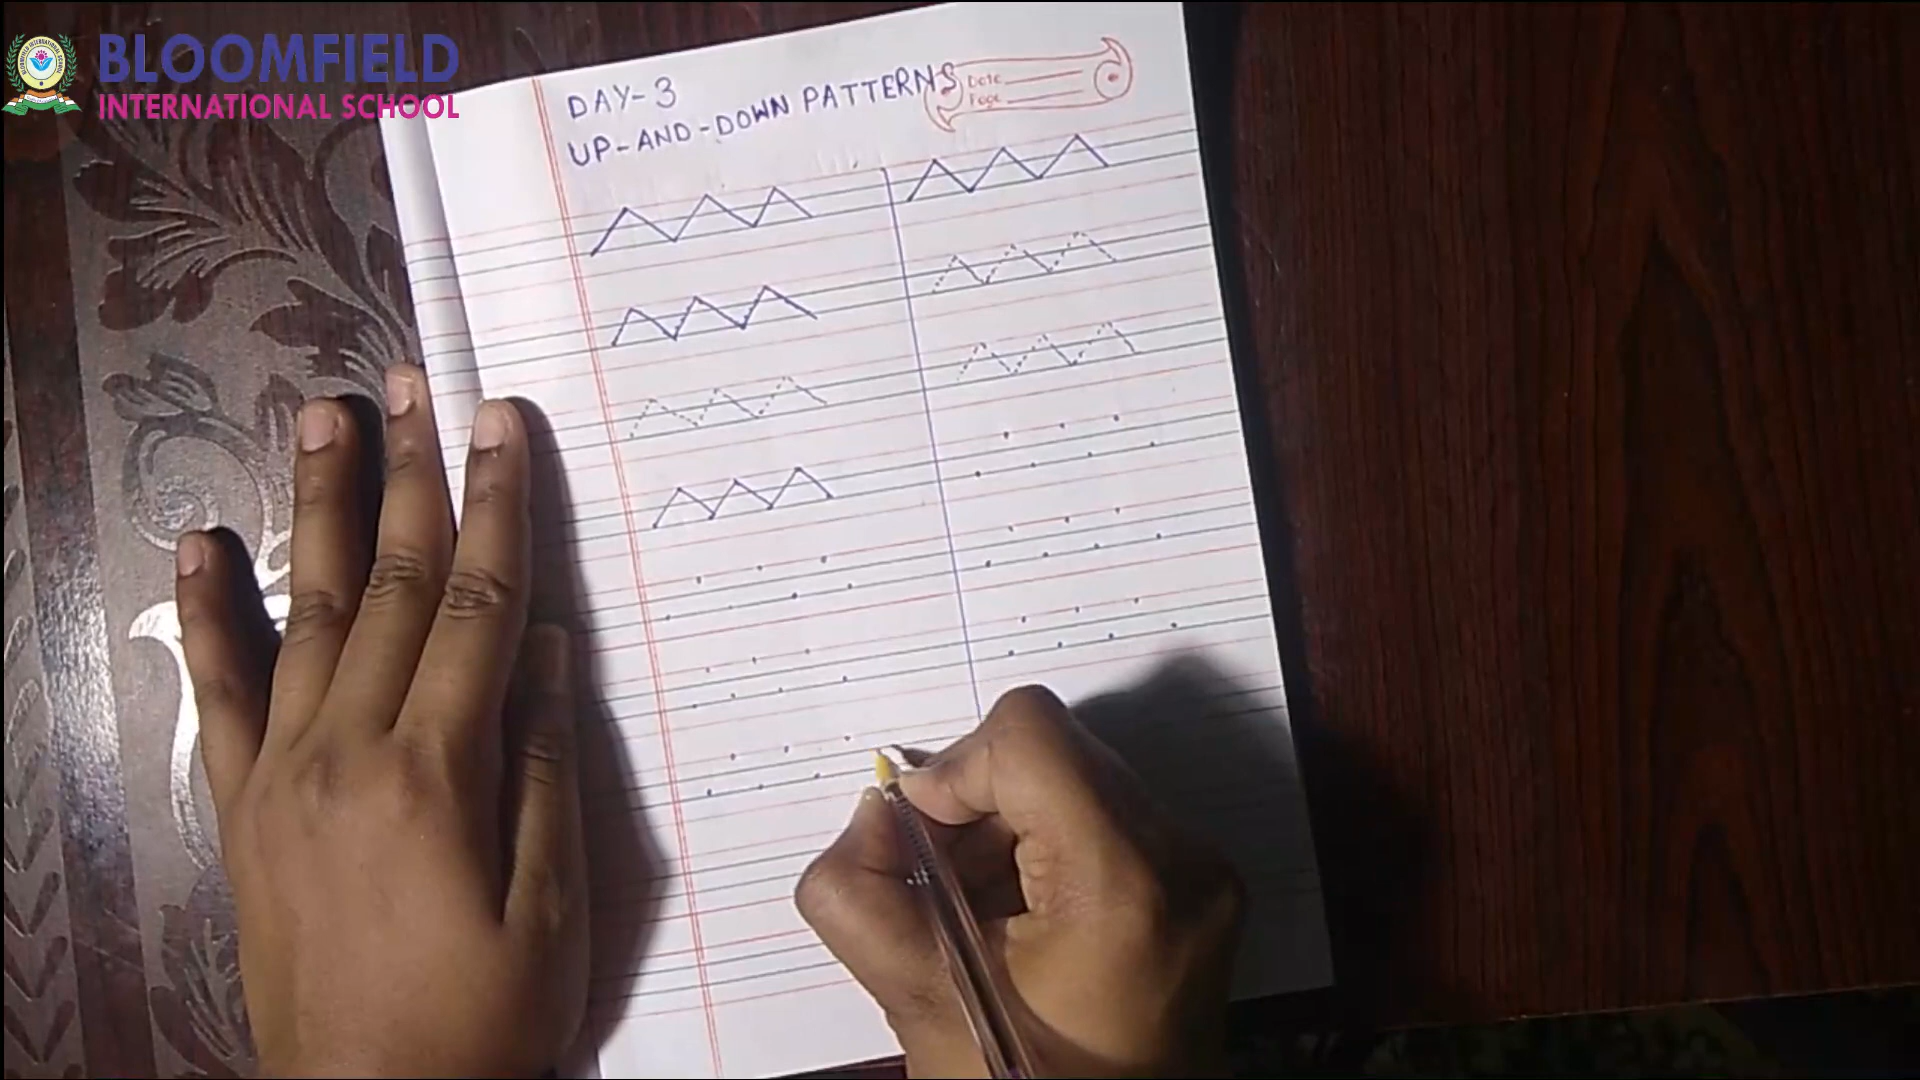 BLOOMFIELD
INTERNATIONAL SCHOOL
DAY-3
UP-AND-DOWN PATTERNS
Date
Page